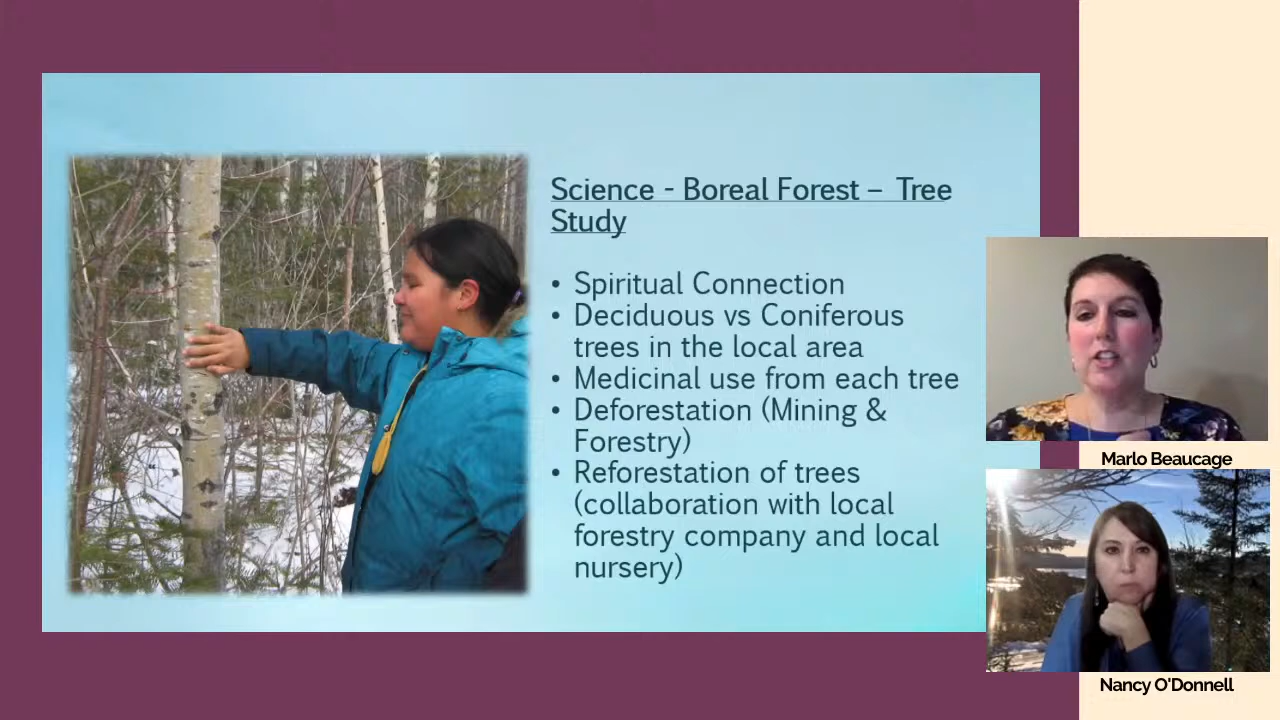 Science - Boreal Forest – Tree
Study
• Spiritual Connection
• Deciduous vs Coniferous
trees in the local area
• Medicinal use from each tree
• Deforestation (Mining &
Forestry)
• Reforestation of trees
(collaboration with local
forestry company and local
nursery)
Marlo Beaucage
Nancy O'Donnell